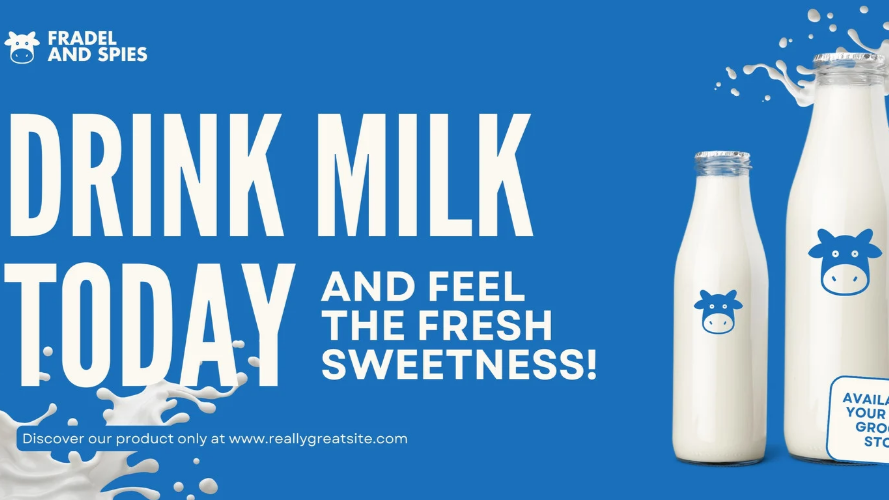 FRADEL
AND SPIES
DRINK MILK
TODAY
AND FEEL
THE FRESH
SWEETNESS!
Discover our product only at www.reallygreatsite.com
YOUR